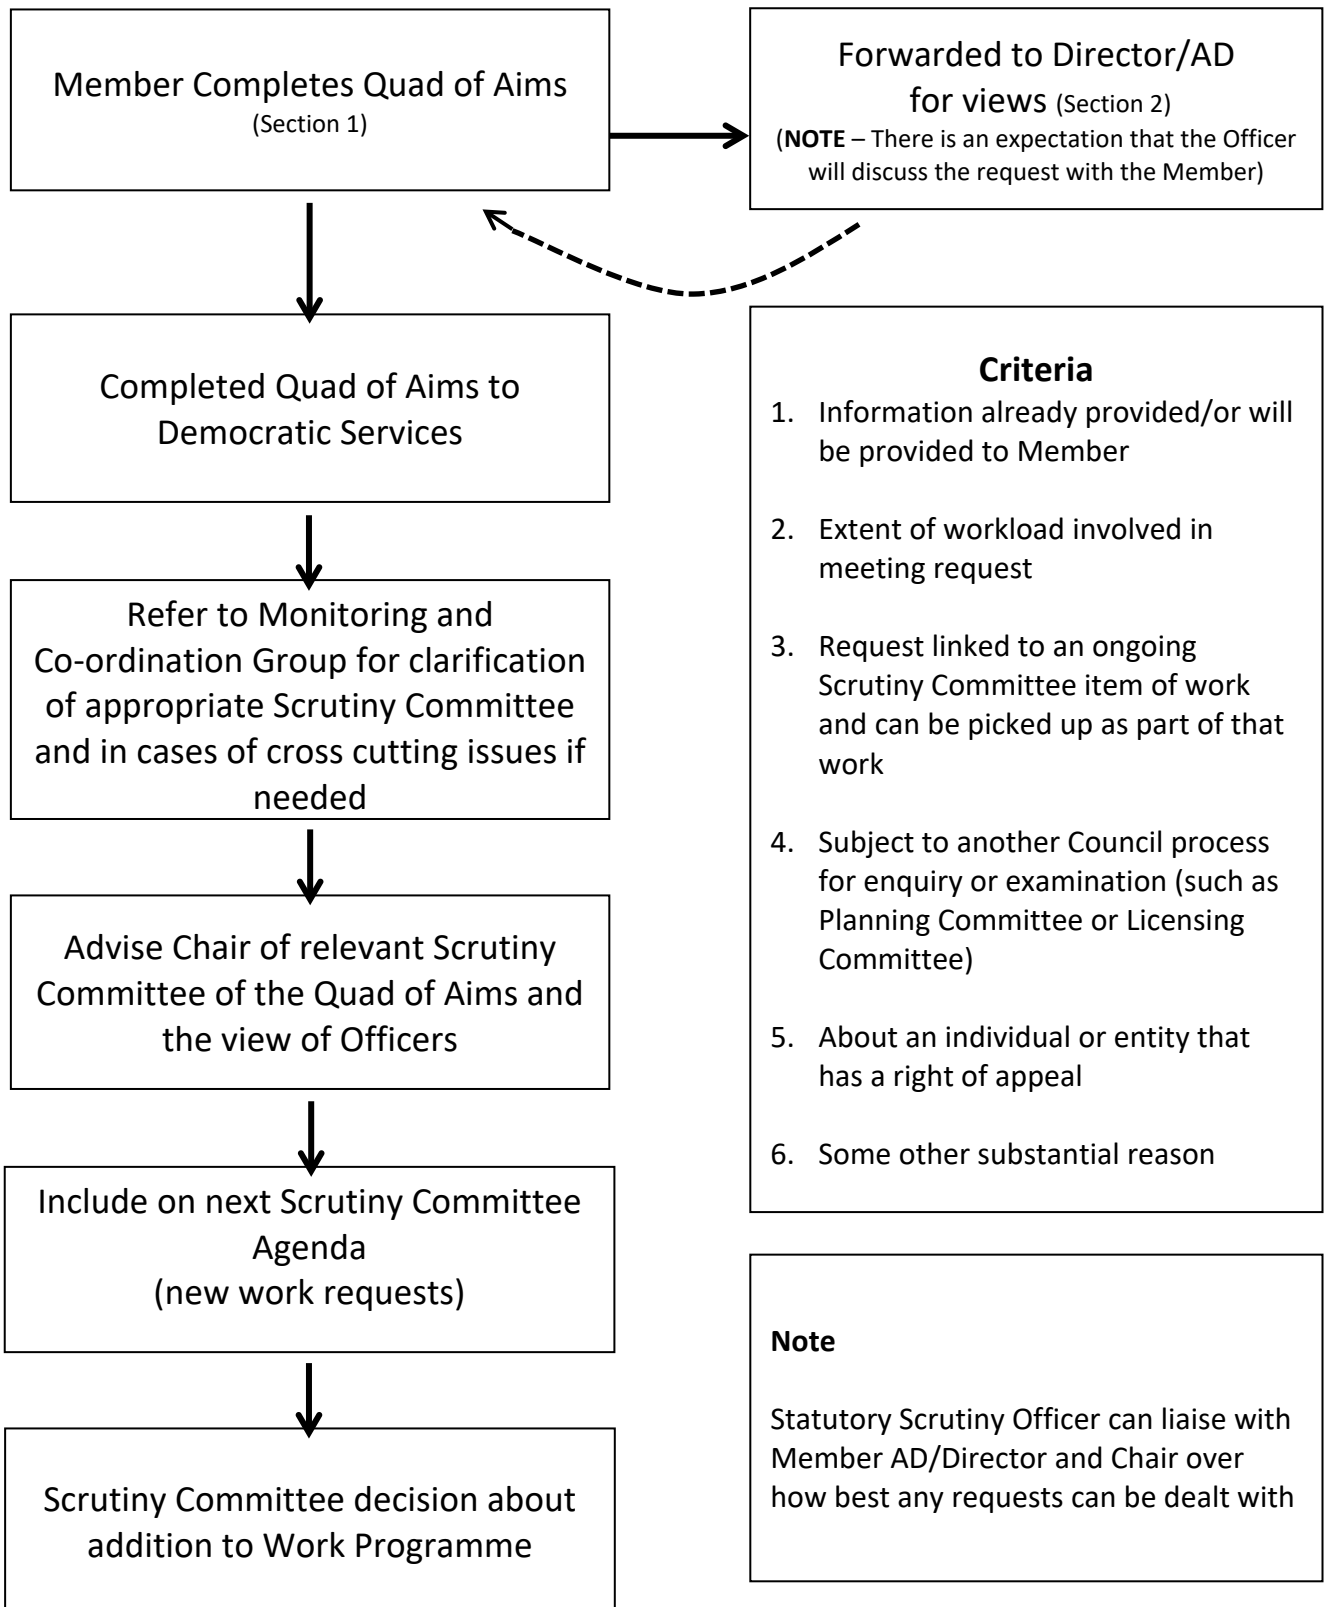 Member Completes Quad of Aims
(Section 1)
Forwarded to Director/AD
for views (Section 2)
(NOTE – There is an expectation that the Officer
will discuss the request with the Member)
Completed Quad of Aims to
Democratic Services
Refer to Monitoring and
Co-ordination Group for clarification
of appropriate Scrutiny Committee
and in cases of cross cutting issues if
needed
Advise Chair of relevant Scrutiny
Committee of the Quad of Aims and
the view of Officers
Include on next Scrutiny Committee
Agenda
(new work requests)
Scrutiny Committee decision about
addition to Work Programme
Criteria
1. Information already provided/or will
be provided to Member
2. Extent of workload involved in
meeting request
3. Request linked to an ongoing
Scrutiny Committee item of work
and can be picked up as part of that
work
4. Subject to another Council process
for enquiry or examination (such as
Planning Committee or Licensing
Committee)
5. About an individual or entity that
has a right of appeal
6. Some other substantial reason
Note
Statutory Scrutiny Officer can liaise with
Member AD/Director and Chair over
how best any requests can be dealt with